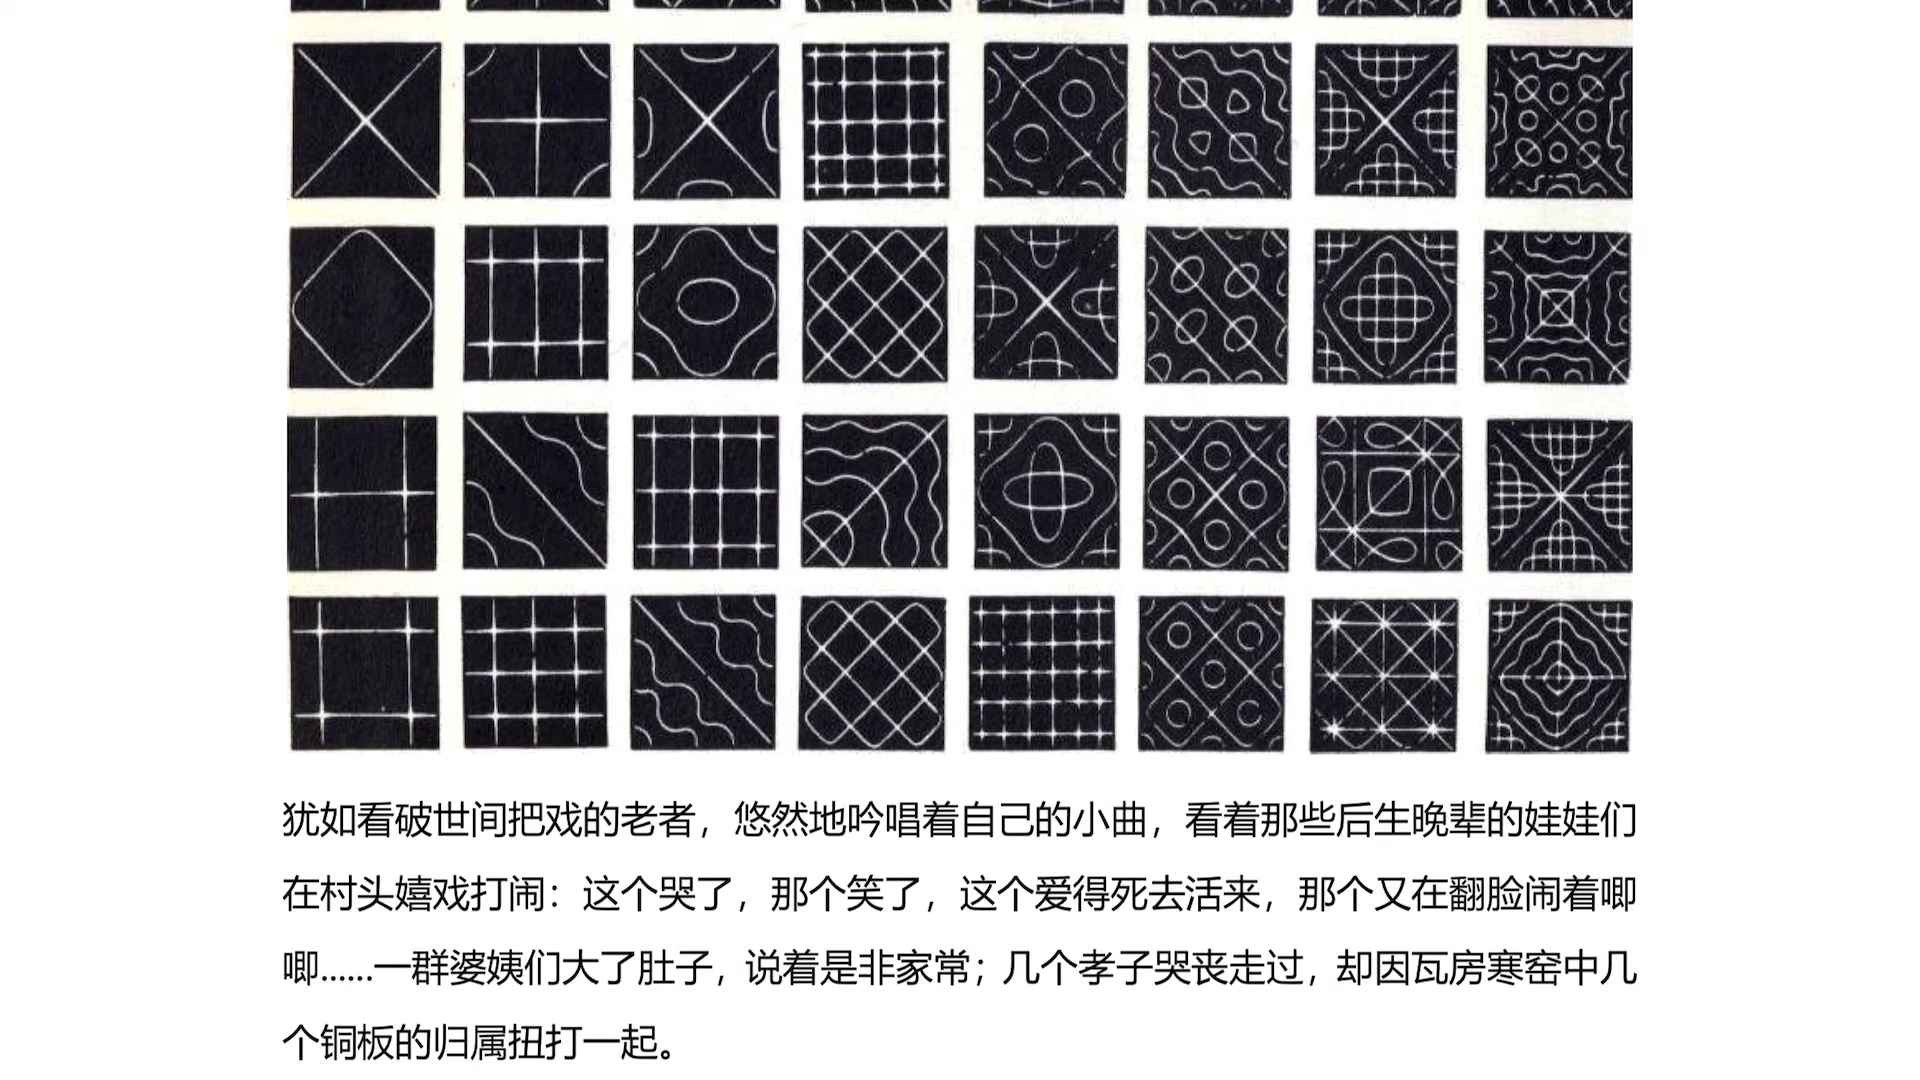 犹如看破世间把戏的老者，悠然地吟唱着自己的小曲，看着那些后生晚辈的娃娃们
在村头嬉戏打闹：这个哭了，那个笑了，这个爱得死去活来，那个又在翻脸闹着唧
唧……一群婆姨们大了肚子，说着是非家常；几个孝子哭丧走过，却因瓦房寒窑中几
个铜板的归属扭打一起。